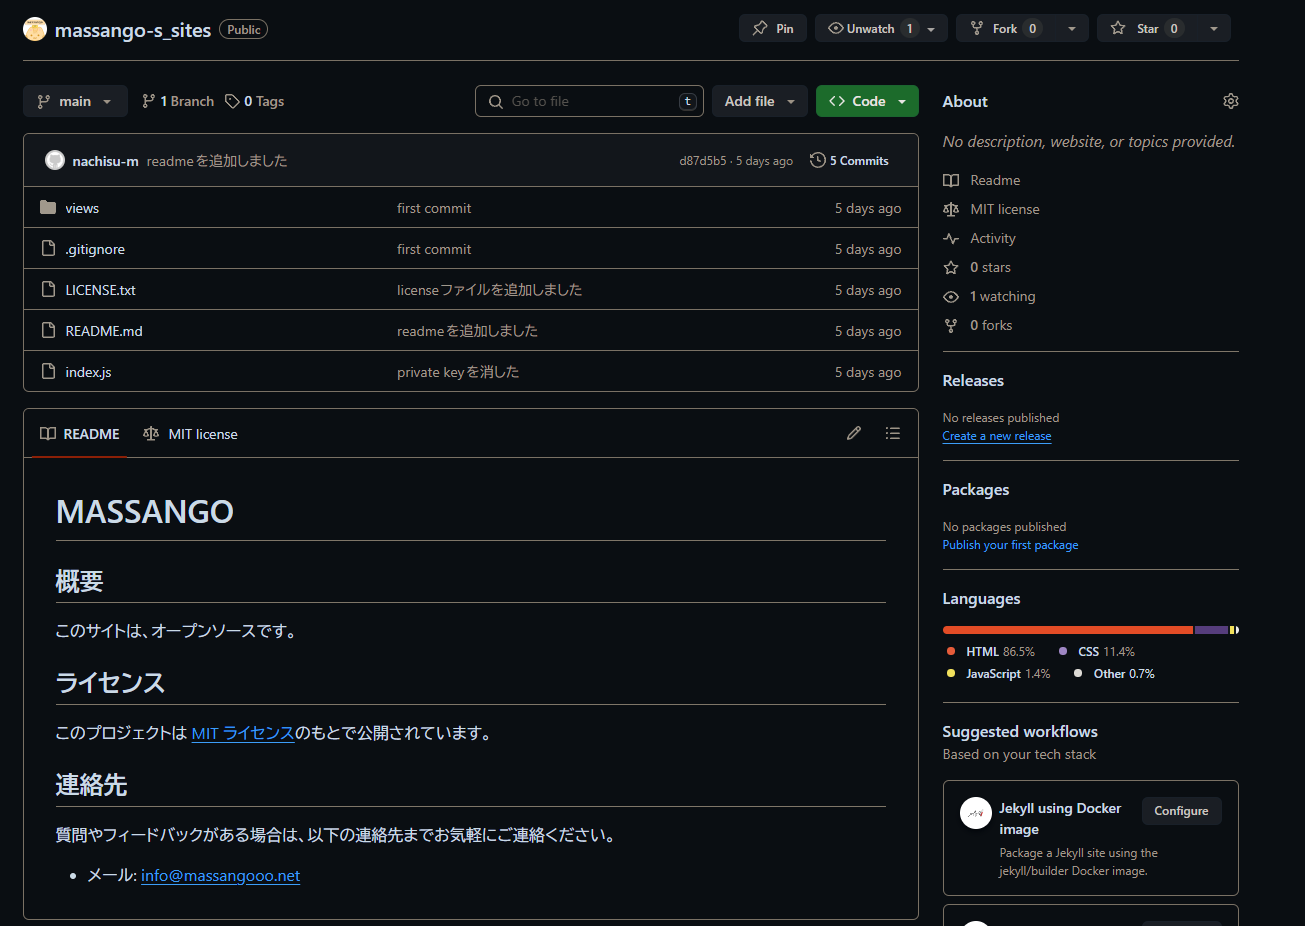 massango-s_sites Public Pin Unwatch 1 Fork 0 Star 0
main 1 Branch 0 Tags Go to file t Add file Code
nachisu-m readmeを追加しました d87d5b5 · 5 days ago 5 Commits
views first commit 5 days ago
.gitignore first commit 5 days ago
LICENSE.txt licenseファイルを追加しました 5 days ago
README.md readmeを追加しました 5 days ago
index.js private keyを消した 5 days ago
README MIT license
MASSANGO
概要
このサイトは、オープンソースです。
ライセンス
このプロジェクトは MIT ライセンスのもとで公開されています。
連絡先
質問やフィードバックがある場合は、以下の連絡先までお気軽にご連絡ください。
• メール: info@massangooo.net
About
No description, website, or topics provided.
Readme
MIT license
Activity
0 stars
1 watching
0 forks
Releases
No releases published
Create a new release
Packages
No packages published
Publish your first package
Languages
HTML 86.5% CSS 11.4%
JavaScript 1.4% Other 0.7%
Suggested workflows
Based on your tech stack
Jekyll using Docker Configure
image
Package a Jekyll site using the
jekyll/builder Docker image.